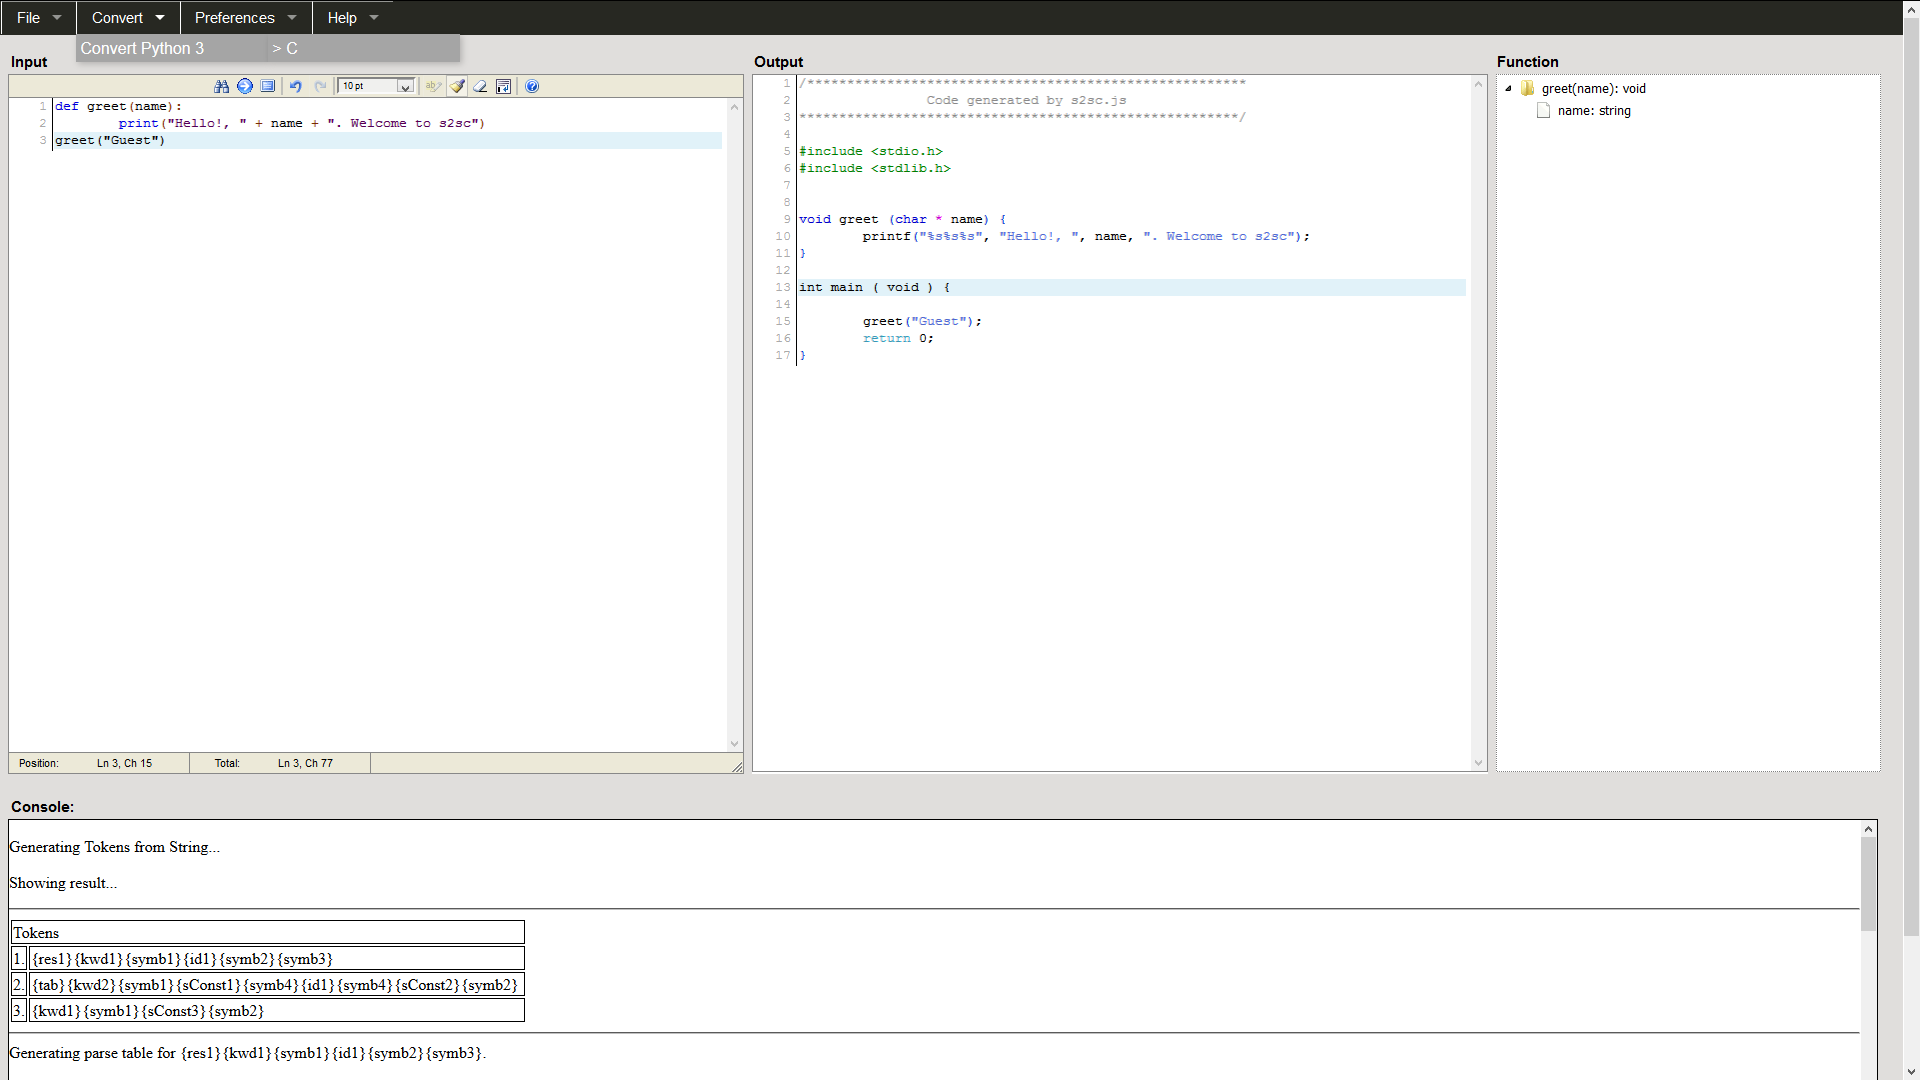 File Convert Preferences Help
Convert Python 3 > C
Input
10 pt
1 def greet(name):
2 print("Hello!, " + name + ". Welcome to s2sc")
3 greet("Guest")
Position: Ln 3, Ch 15 Total: Ln 3, Ch 77
Output
1 /*******************************************************
2 Code generated by s2sc.js
3 *******************************************************/
4
5 #include <stdio.h>
6 #include <stdlib.h>
7
8
9 void greet (char * name) {
10 printf("%s%s%s", "Hello!, ", name, ". Welcome to s2sc");
11 }
12
13 int main ( void ) {
14
15 greet("Guest");
16 return 0;
17 }
Function
greet(name): void
name: string
Console:
Generating Tokens from String...
Showing result...
Tokens
1. {res1}{kwd1}{symb1}{id1}{symb2}{symb3}
2. {tab}{kwd2}{symb1}{sConst1}{symb4}{id1}{symb4}{sConst2}{symb2}
3. {kwd1}{symb1}{sConst3}{symb2}
Generating parse table for {res1}{kwd1}{symb1}{id1}{symb2}{symb3}.